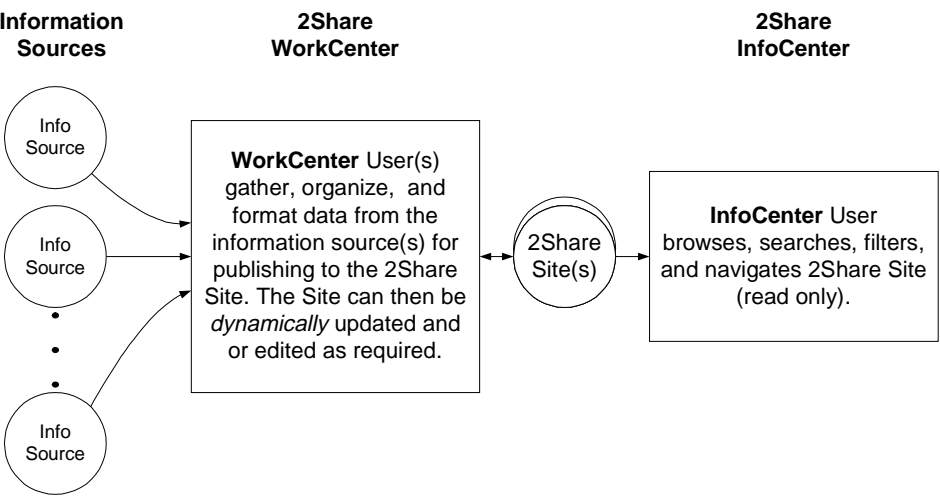 Information
Sources
2Share
WorkCenter
2Share
InfoCenter
Info
Source
Info
Source
Info
Source
WorkCenter User(s)
gather, organize, and
format data from the
information source(s) for
publishing to the 2Share
Site. The Site can then be
dynamically updated and
or edited as required.
2Share
Site(s)
InfoCenter User
browses, searches, filters,
and navigates 2Share Site
(read only).